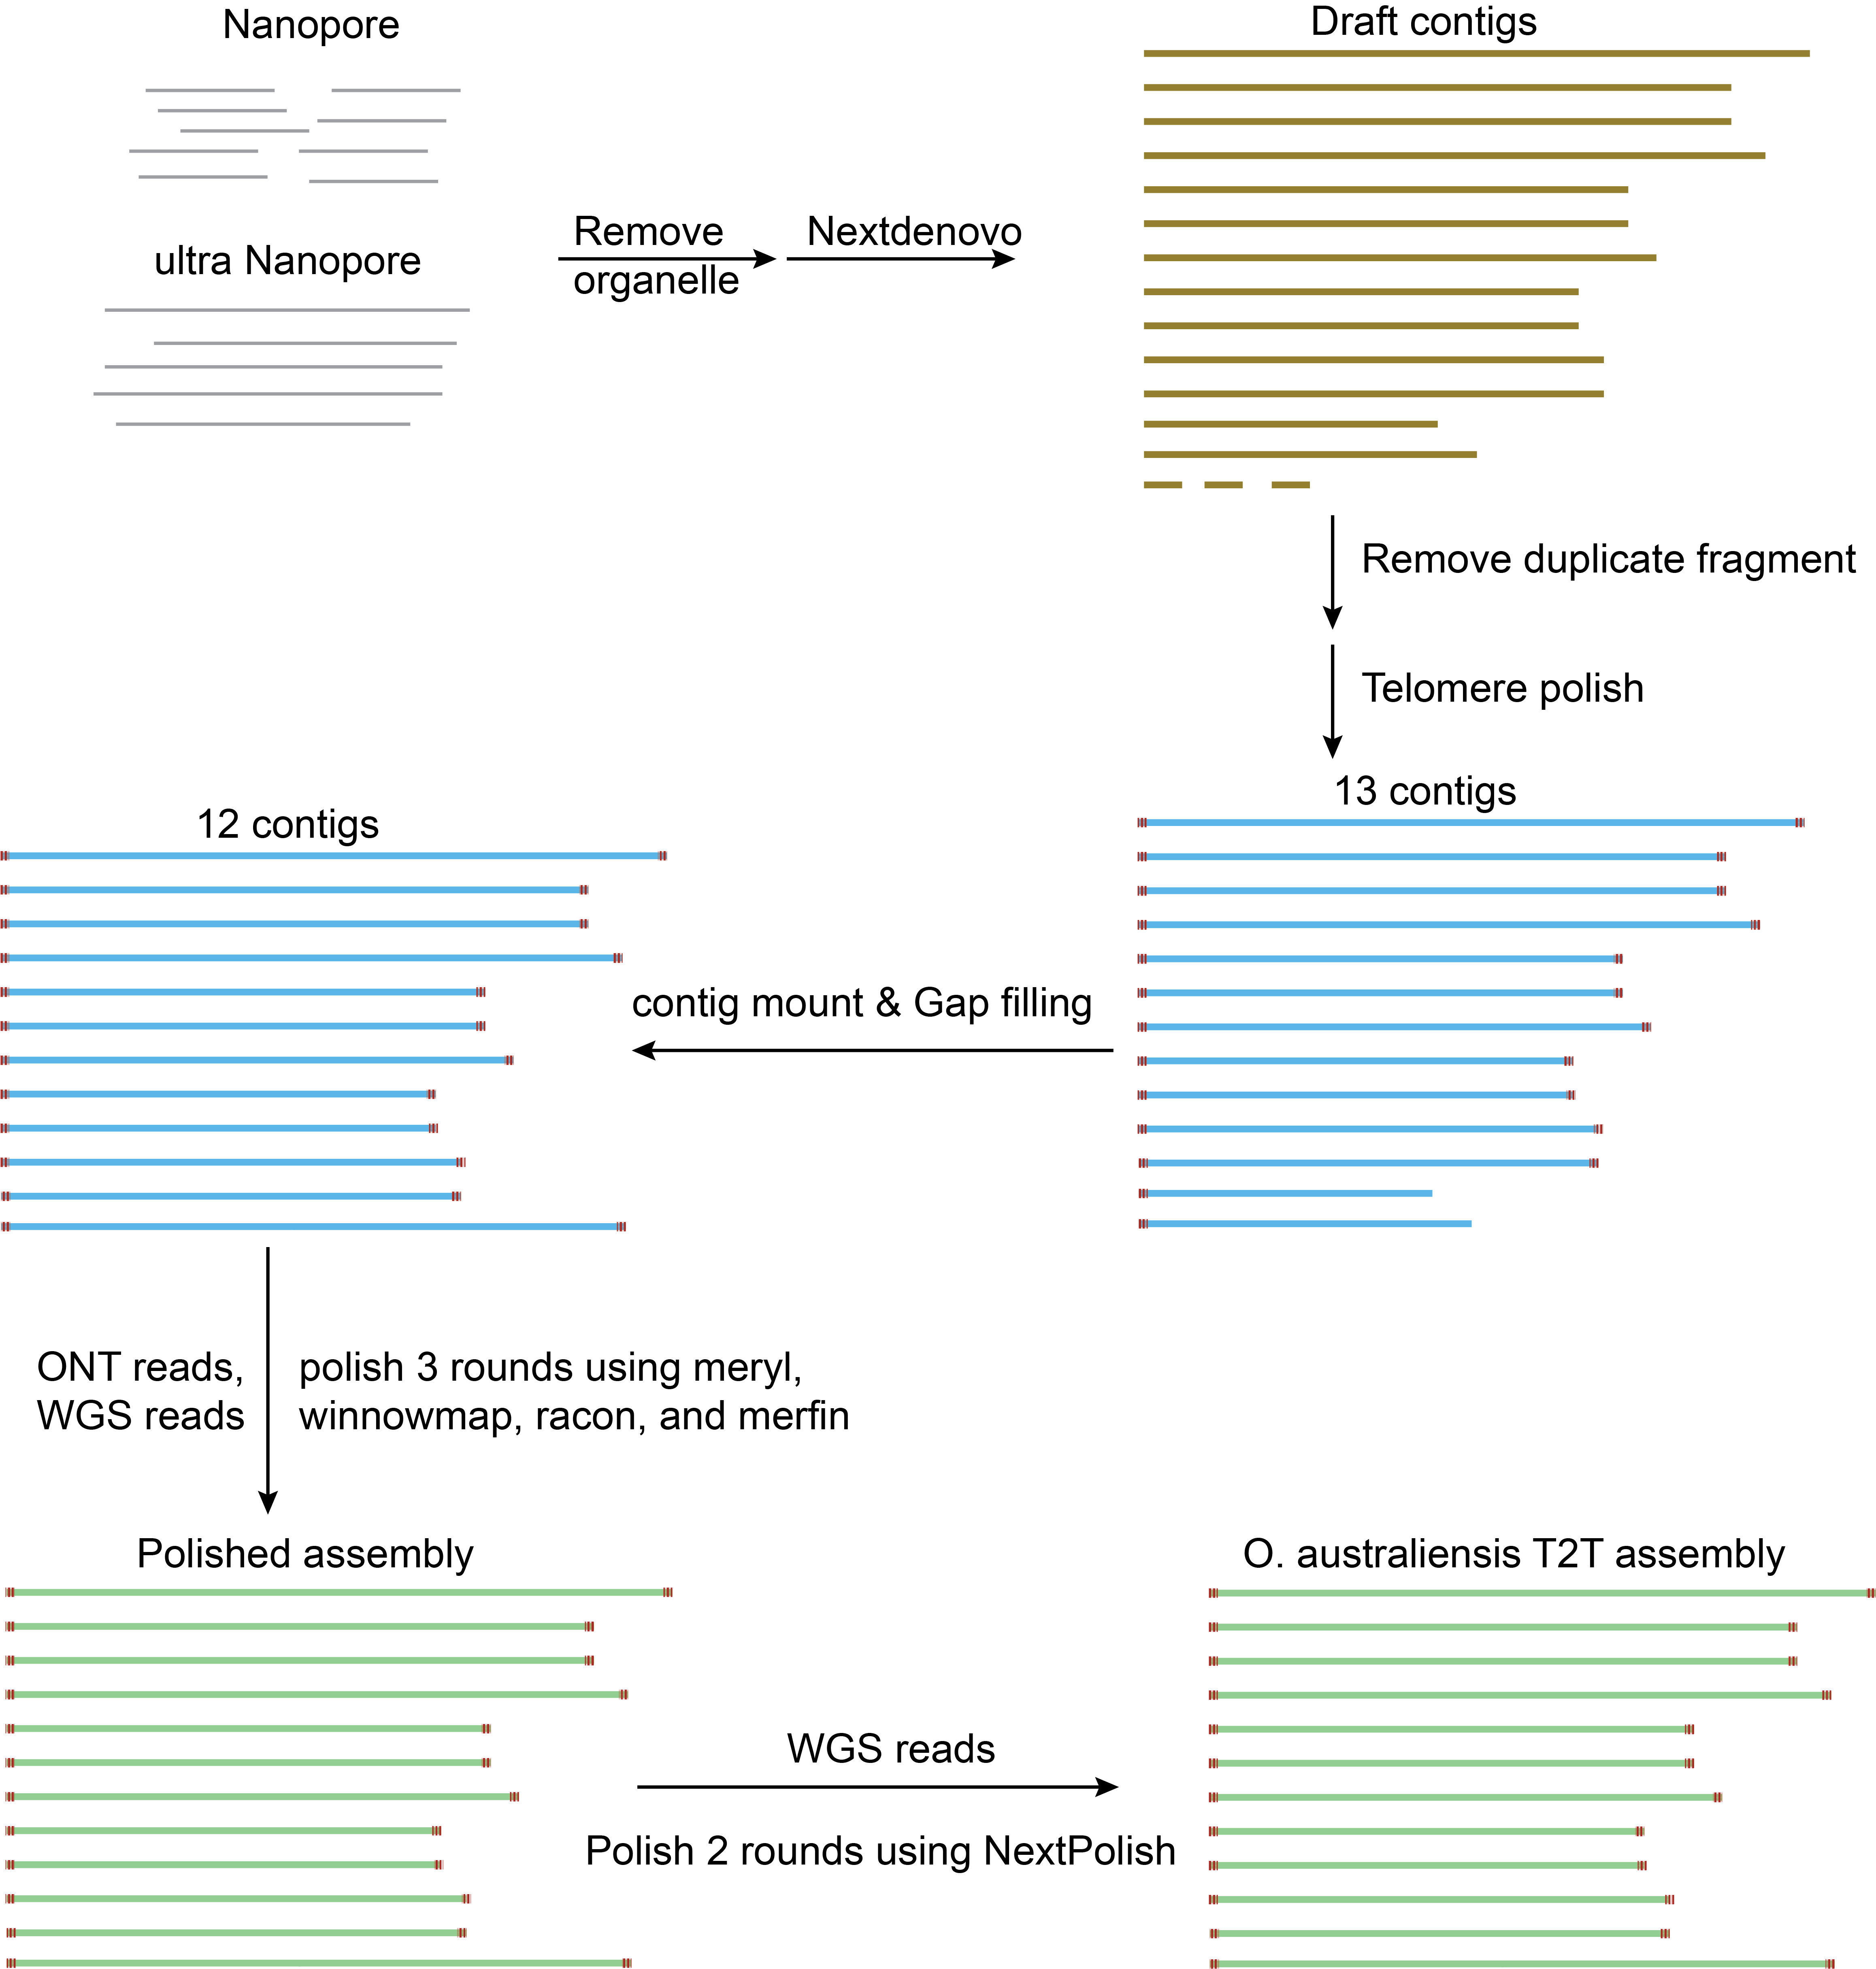 Nanopore
ultra Nanopore
Remove
organelle
Nextdenovo
Draft contigs
Remove duplicate fragment
Telomere polish
13 contigs
contig mount & Gap filling
12 contigs
ONT reads,
WGS reads
polish 3 rounds using meryl,
winnowmap, racon, and merfin
Polished assembly
WGS reads
Polish 2 rounds using NextPolish
O. australiensis T2T assembly